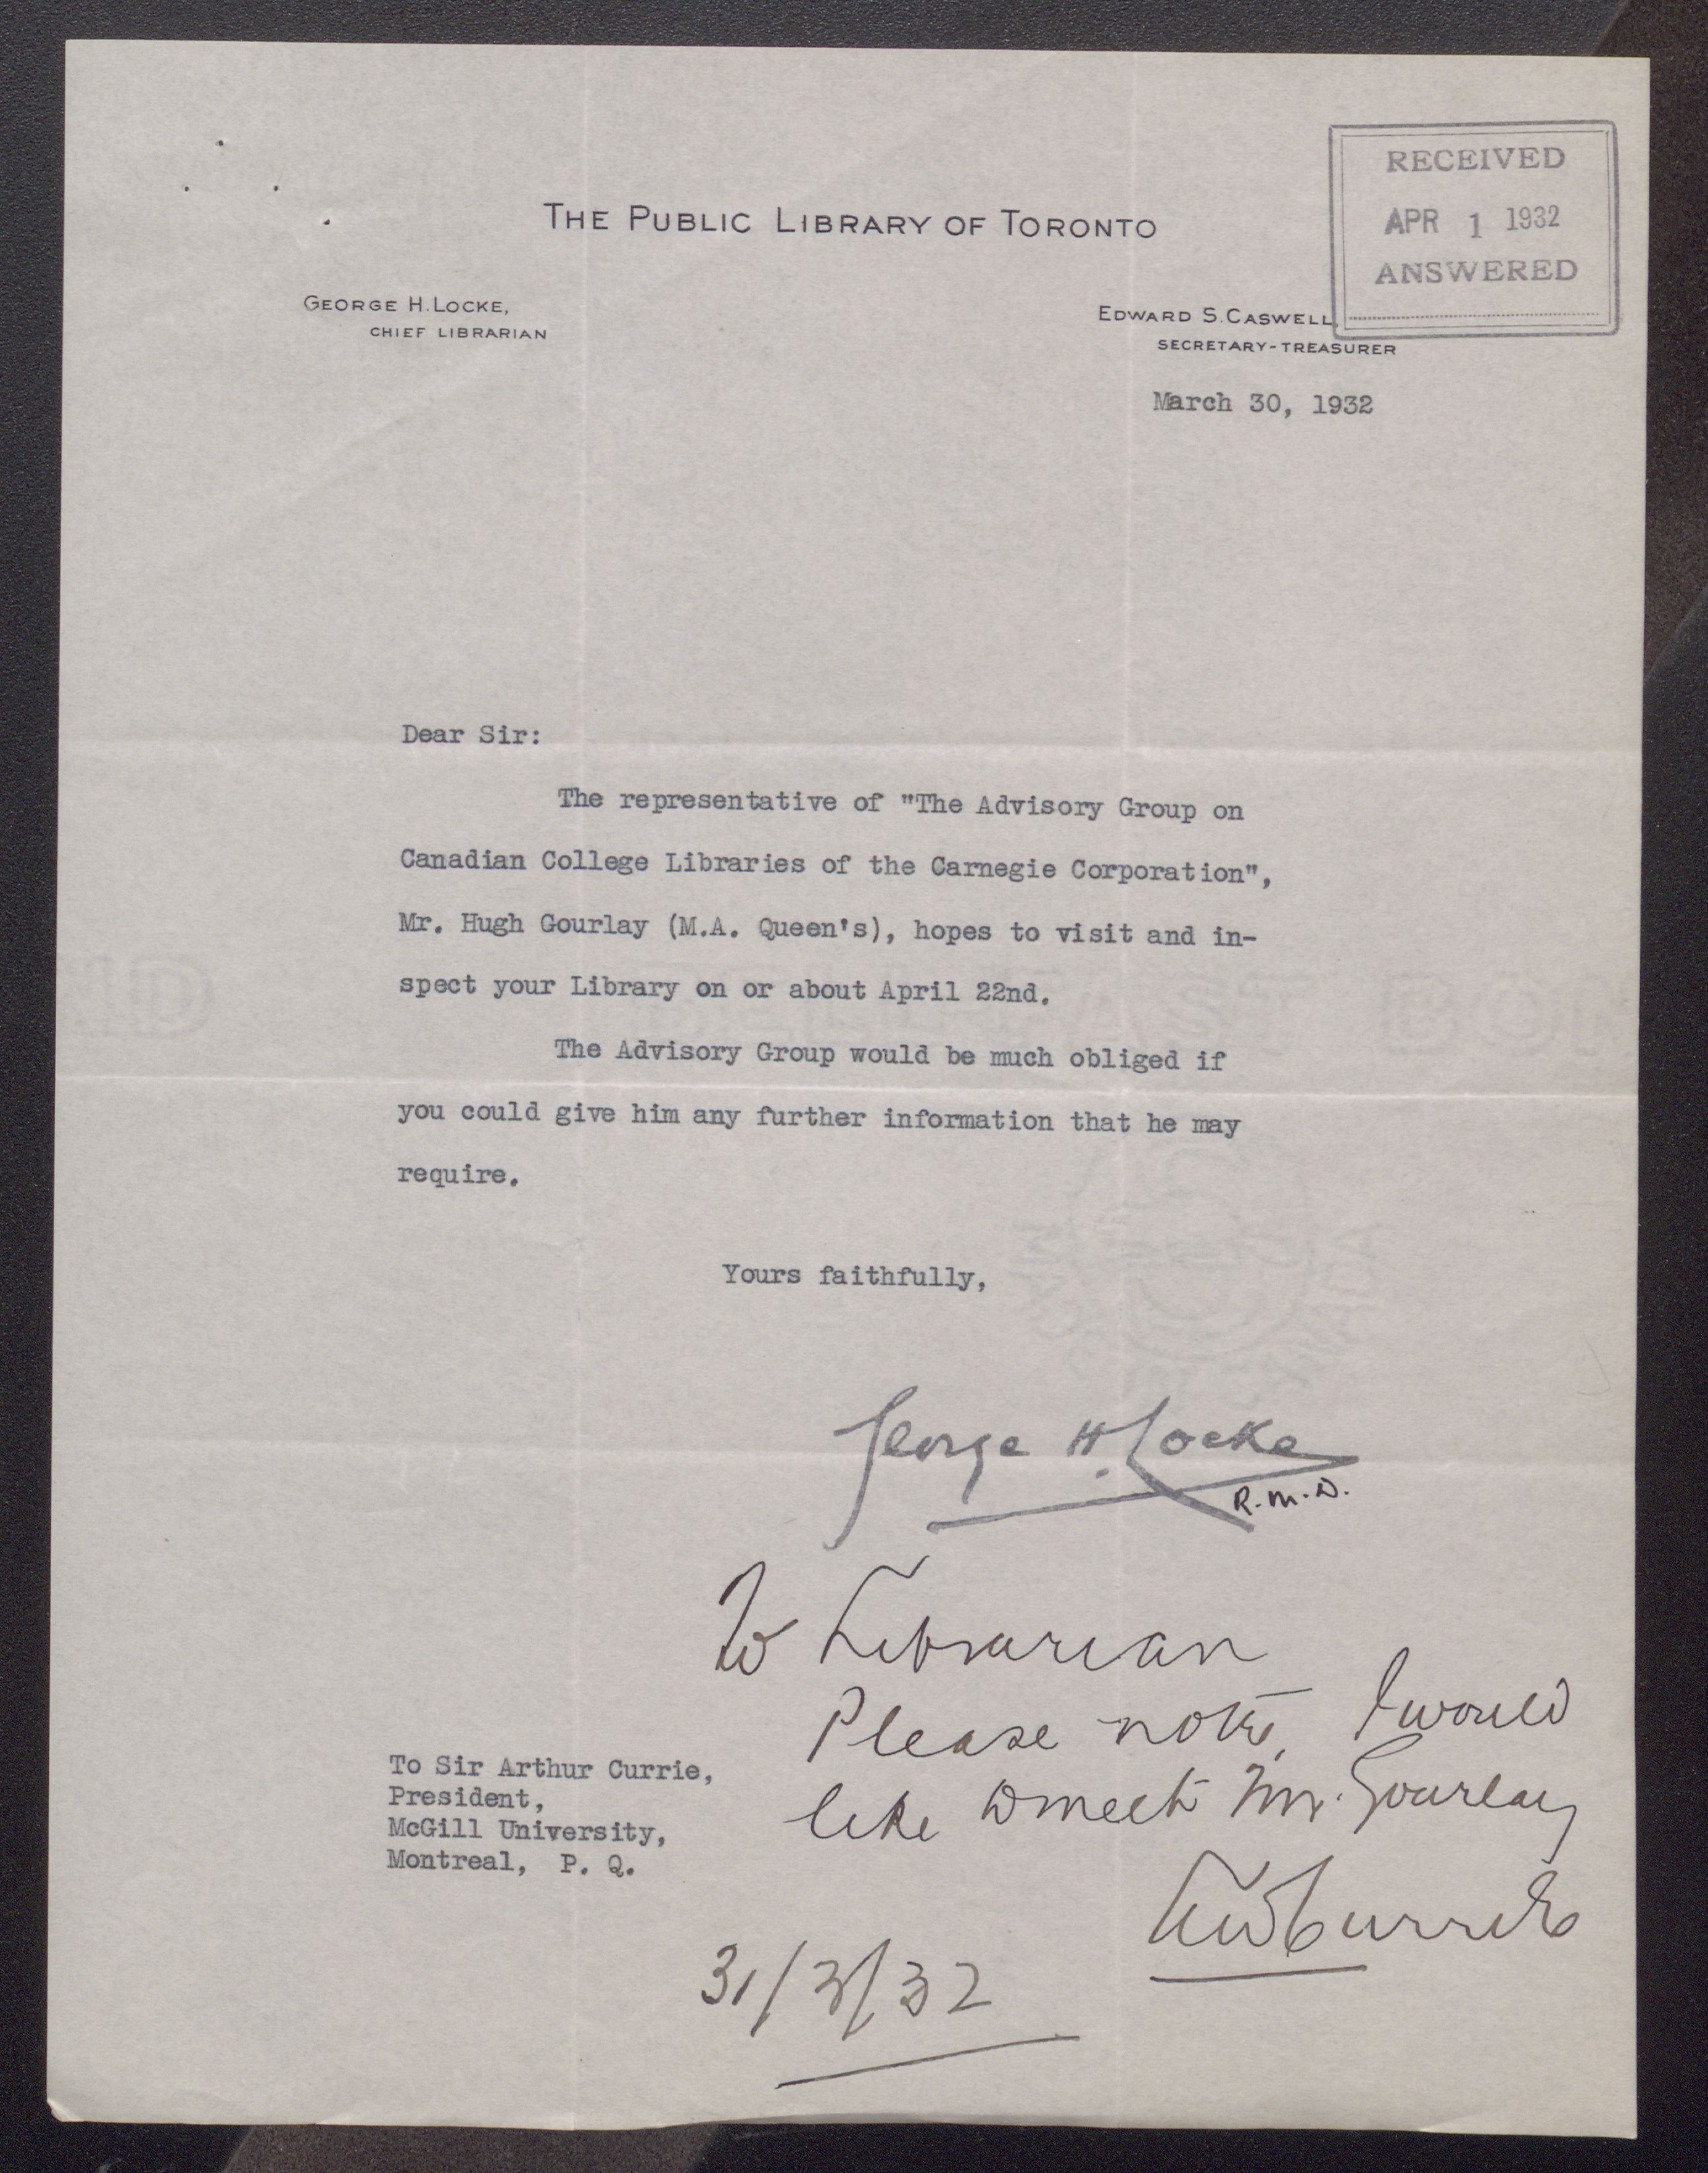 RECEIVED
APR 1 1932
ANSWERED
THE PUBLIC LIBRARY OF TORONTO
GEORGE H. LOCKE,
CHIEF LIBRARIAN
EDWARD S. CASWELL,
SECRETARY-TREASURER
March 30, 1932
Dear Sir:
The representative of "The Advisory Group on
Canadian College Libraries of the Carnegie Corporation",
Mr. Hugh Gourlay (M.A. Queen's), hopes to visit and in-
spect your Library on or about April 22nd.
The Advisory Group would be much obliged if
you could give him any further information that he may
require.
Yours faithfully,
George H. Locke
R.M.D.
To Librarian
Please note, I would
like to meet Mr. Gourlay
AWCurrie
31/3/32
To Sir Arthur Currie,
President,
McGill University,
Montreal, P. Q.